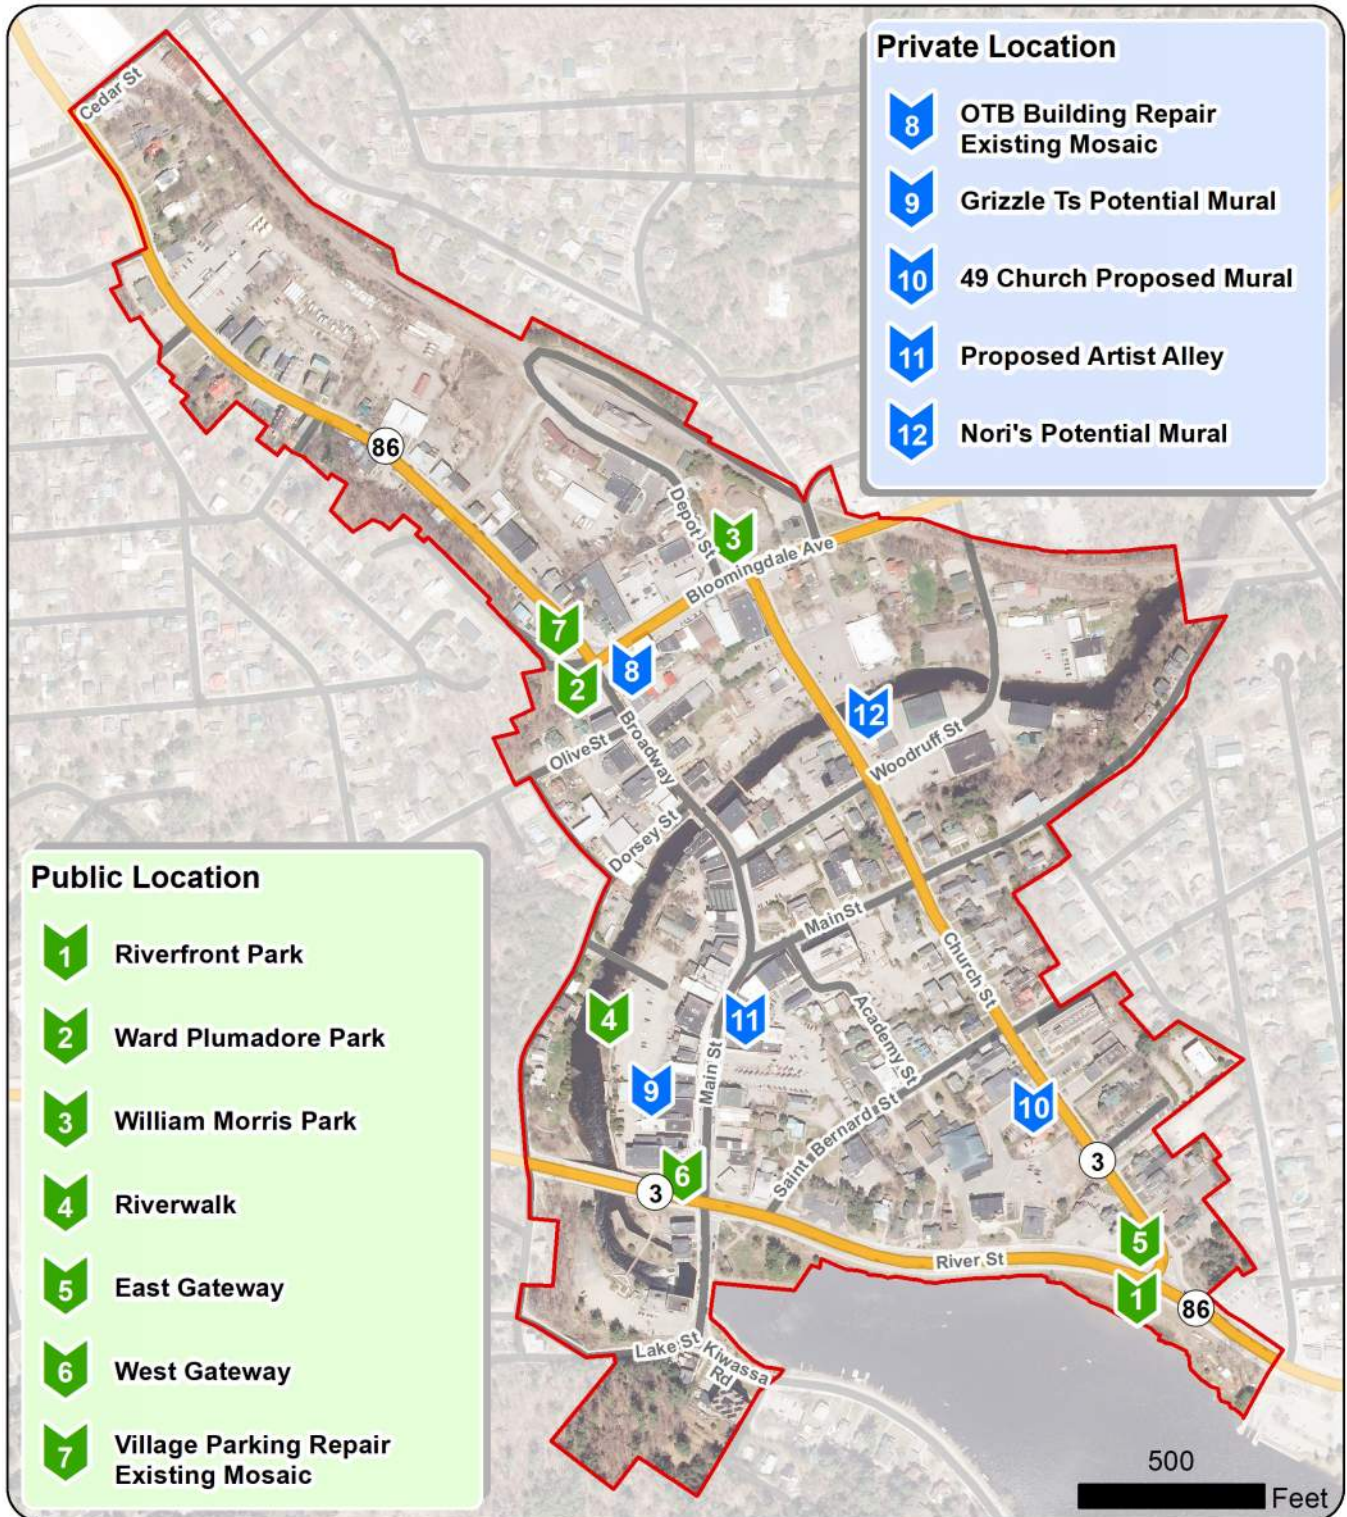 Private Location
8
OTB Building Repair
Existing Mosaic
9
Grizzle Ts Potential Mural
10
49 Church Proposed Mural
11
Proposed Artist Alley
12
Nori's Potential Mural
Cedar St
86
Depot St
3
Bloomingdale Ave
7
8
2
12
Broadway
Olive St
Woodruff St
Dorsey St
Main St
Church St
4
11
Academy St
Main St
9
10
Saint Bernard St
3
6
3
5
River St
1
86
Lake St
Kiwassa
Rd
Public Location
1
Riverfront Park
2
Ward Plumadore Park
3
William Morris Park
4
Riverwalk
5
East Gateway
6
West Gateway
7
Village Parking Repair
Existing Mosaic
500
Feet